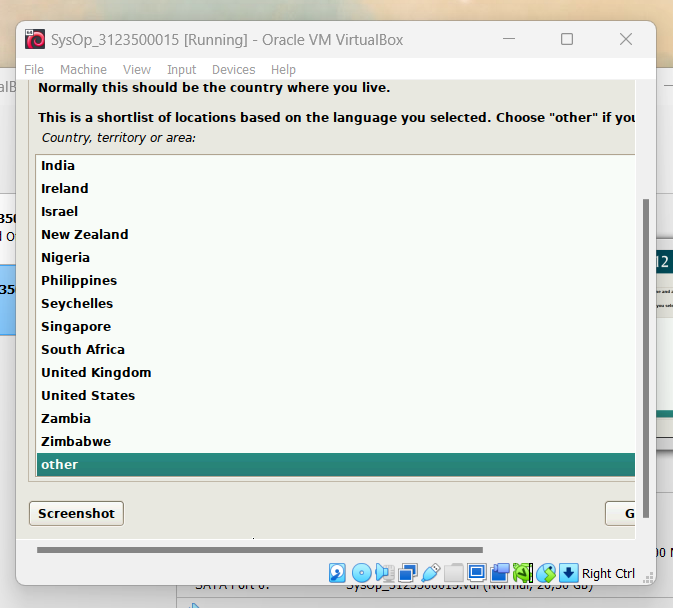 SysOp_3123500015 [Running] - Oracle VM VirtualBox
File Machine View Input Devices Help
Normally this should be the country where you live.
This is a shortlist of locations based on the language you selected. Choose "other" if you
Country, territory or area:
India
Ireland
Israel
New Zealand
Nigeria
Philippines
Seychelles
Singapore
South Africa
United Kingdom
United States
Zambia
Zimbabwe
other
Screenshot
G
Right Ctrl
12